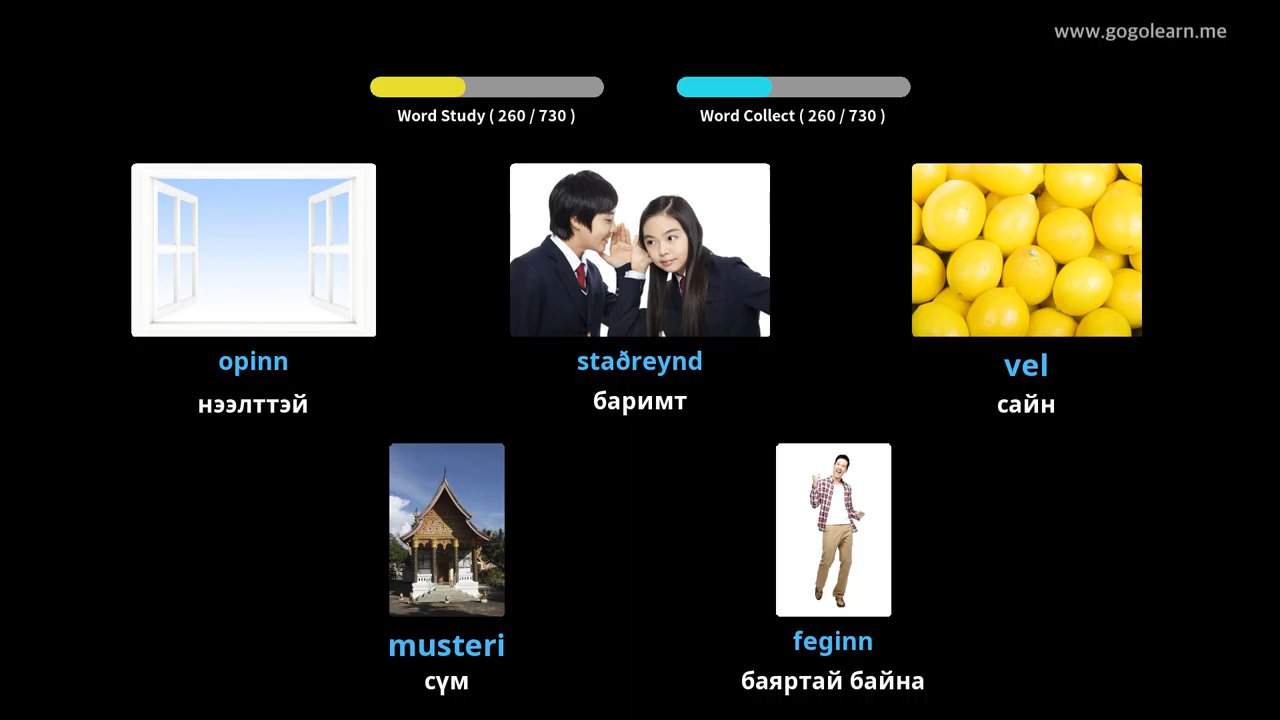 www.gogolearn.me
Word Study ( 260 / 730 )
Word Collect ( 260 / 730 )
opinn
нээлттэй
staðreynd
баримт
vel
сайн
musteri
сүм
feginn
баяртай байна